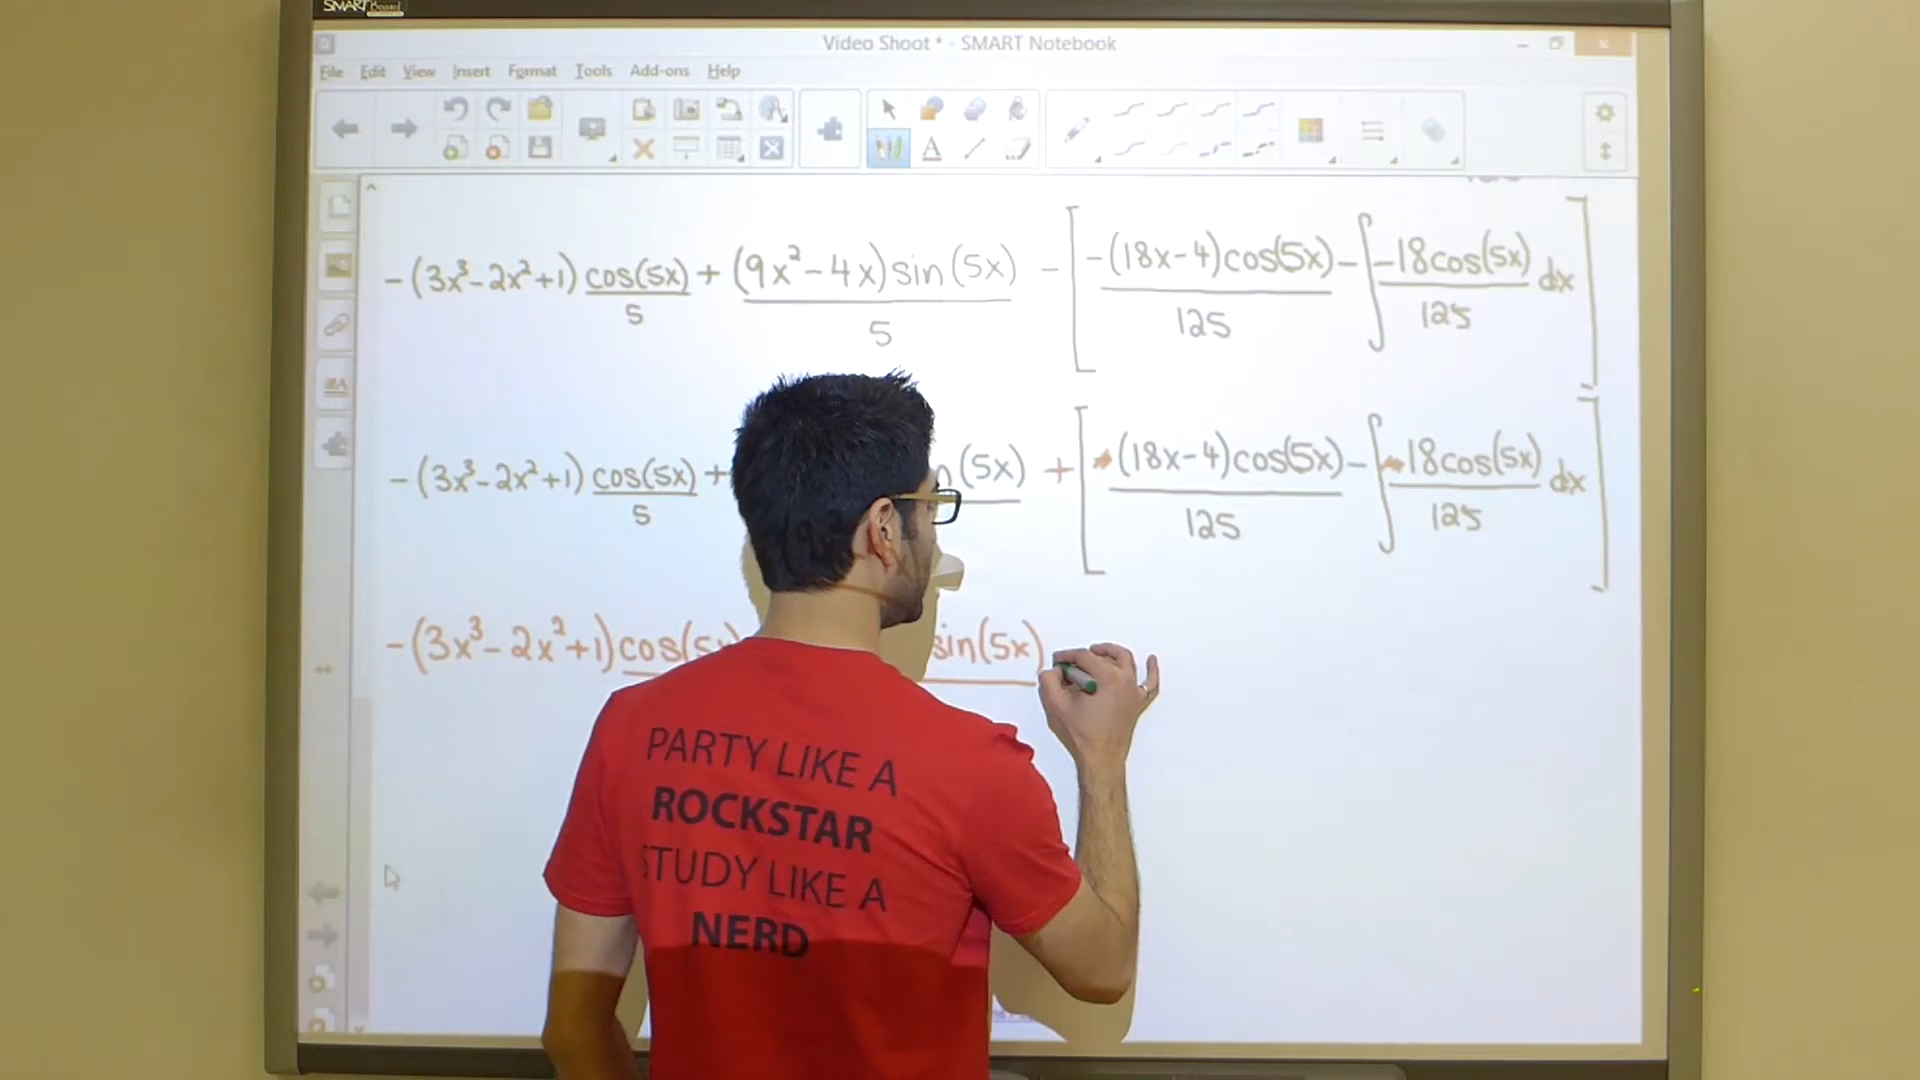 SMART Board
Video Shoot * - SMART Notebook
File Edit View Insert Format Tools Add-ons Help
-(3x³-2x²+1) cos(5x)/5 + (9x²-4x)sin(5x)/5 - [-(18x-4)cos(5x)/125 - ∫ -18cos(5x)/125 dx]
-(3x³-2x²+1) cos(5x)/5 + n(5x) + [(18x-4)cos(5x)/125 - ∫ 18cos(5x)/125 dx]
-(3x³-2x²+1) cos(5x) sin(5x)
PARTY LIKE A
ROCKSTAR
STUDY LIKE A
NERD